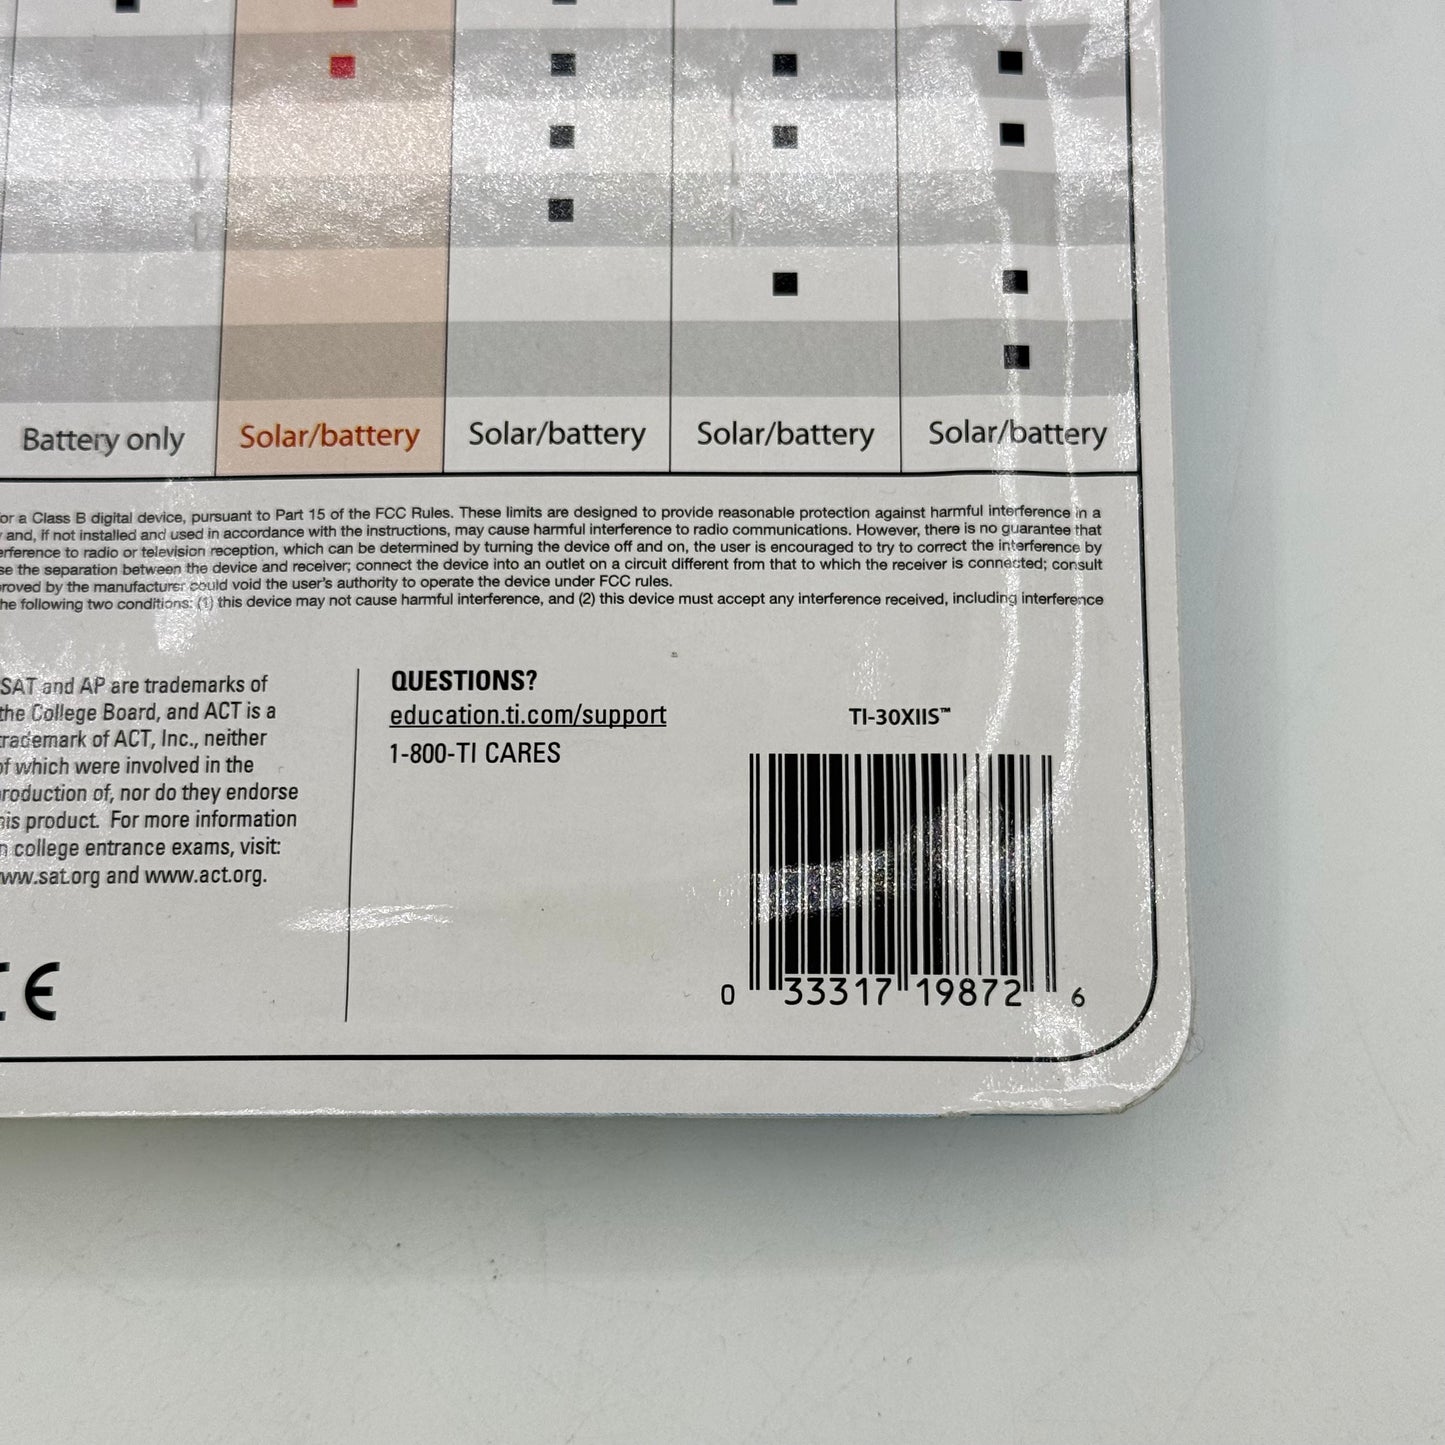 Battery only Solar/battery Solar/battery Solar/battery Solar/battery
or a Class B digital device, pursuant to Part 15 of the FCC Rules. These limits are designed to provide reasonable protection against harmful interference in a
and, if not installed and used in accordance with the instructions, may cause harmful interference to radio communications. However, there is no guarantee that
erference to radio or television reception, which can be determined by turning the device off and on, the user is encouraged to try to correct the interference by
se the separation between the device and receiver; connect the device into an outlet on a circuit different from that to which the receiver is connected; consult
proved by the manufacturer could void the user's authority to operate the device under FCC rules.
he following two conditions: (1) this device may not cause harmful interference, and (2) this device must accept any interference received, including interference
SAT and AP are trademarks of
the College Board, and ACT is a
trademark of ACT, Inc., neither
of which were involved in the
production of, nor do they endorse
his product. For more information
n college entrance exams, visit:
ww.sat.org and www.act.org.
CE
QUESTIONS?
education.ti.com/support
1-800-TI CARES
TI-30XIIS™
0 33317 19872 6